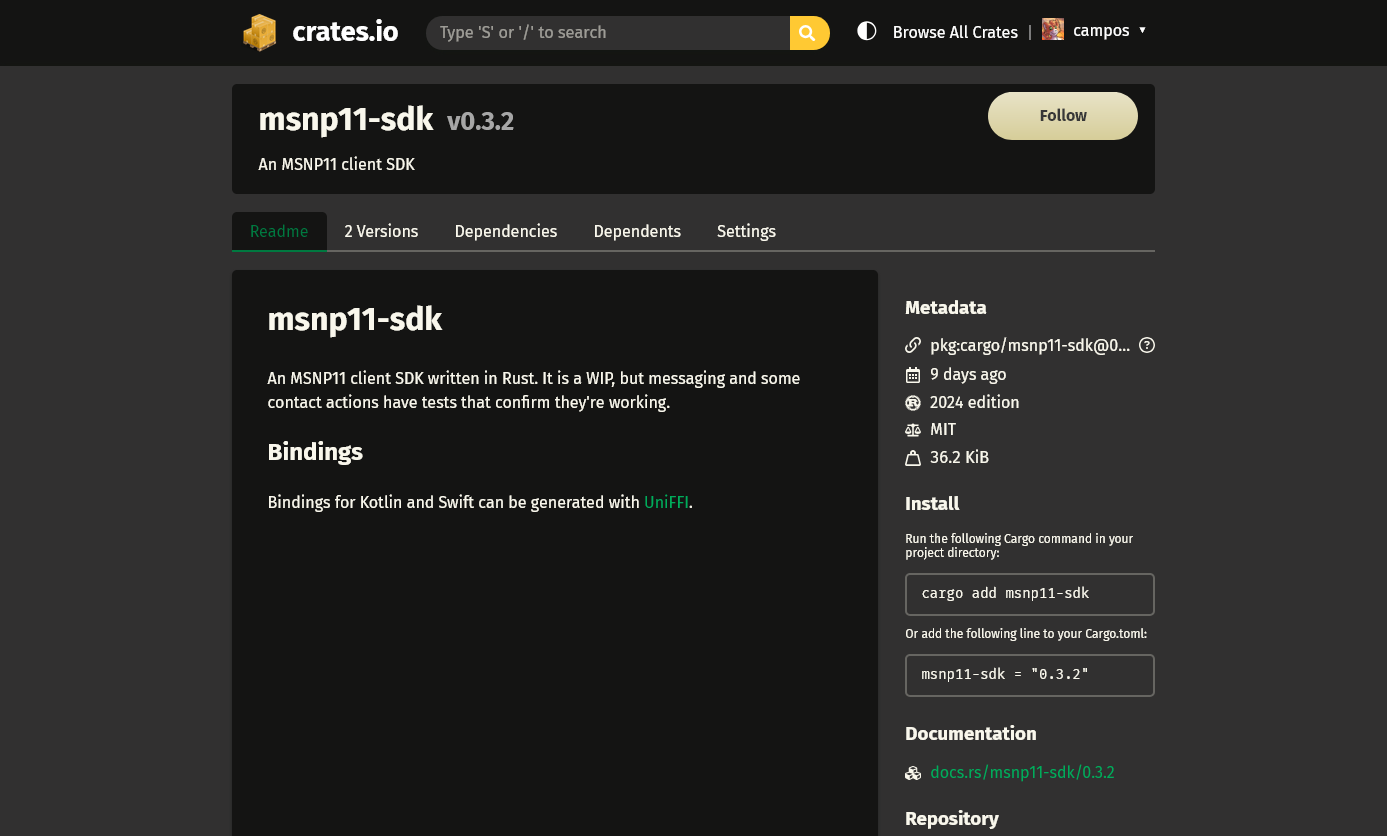 crates.io
Type 'S' or '/' to search
Browse All Crates | campos ▼
msnp11-sdk v0.3.2
Follow
An MSNP11 client SDK
Readme
2 Versions
Dependencies
Dependents
Settings
msnp11-sdk
An MSNP11 client SDK written in Rust. It is a WIP, but messaging and some
contact actions have tests that confirm they're working.
Bindings
Bindings for Kotlin and Swift can be generated with UniFFI.
Metadata
pkg:cargo/msnp11-sdk@0...
9 days ago
2024 edition
MIT
36.2 KiB
Install
Run the following Cargo command in your
project directory:
cargo add msnp11-sdk
Or add the following line to your Cargo.toml:
msnp11-sdk = "0.3.2"
Documentation
docs.rs/msnp11-sdk/0.3.2
Repository